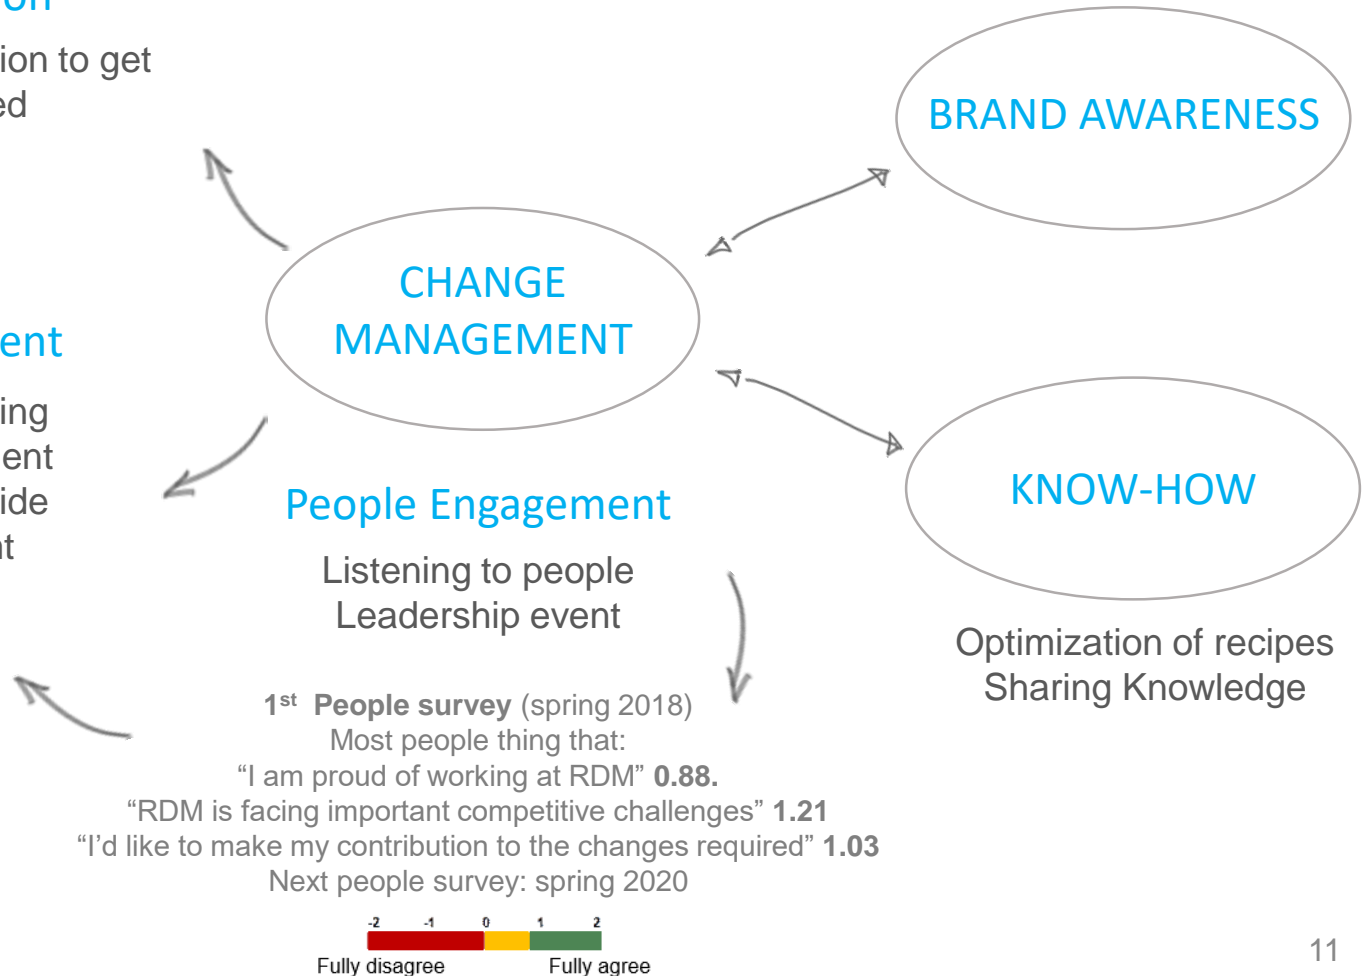 on
ion to get
ed
BRAND AWARENESS
CHANGE
MANAGEMENT
ent
ing
ent
ide
nt
People Engagement
Listening to people
Leadership event
KNOW-HOW
Optimization of recipes
Sharing Knowledge
1st People survey (spring 2018)
Most people thing that:
“I am proud of working at RDM” 0.88.
“RDM is facing important competitive challenges” 1.21
“I’d like to make my contribution to the changes required” 1.03
Next people survey: spring 2020
-2 -1 0 1 2
Fully disagree Fully agree
11